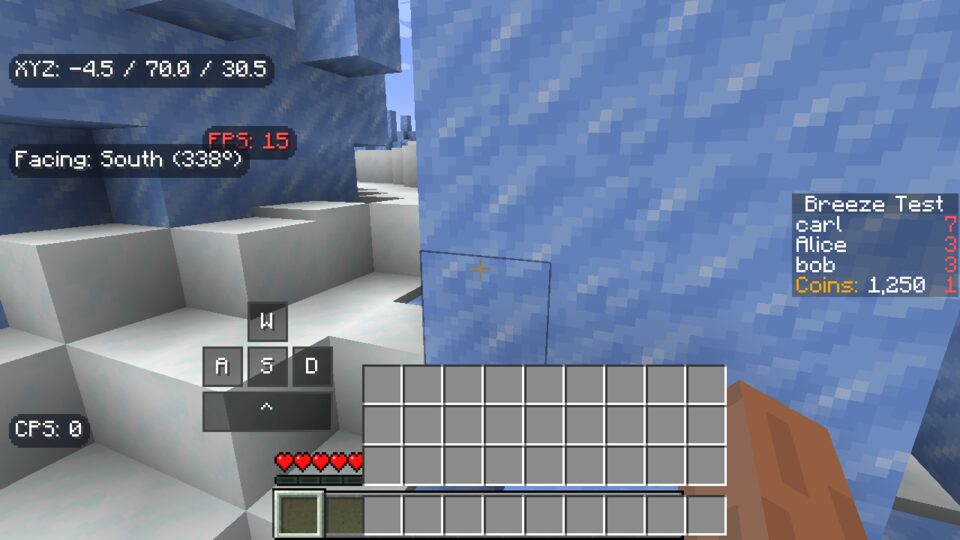 XYZ: -4.5 / 70.0 / 30.5
FPS: 15
Facing: South (338°)
Breeze Test
carl 7
Alice 3
bob 3
Coins: 1,250 1
W
A S D
^
CPS: 0